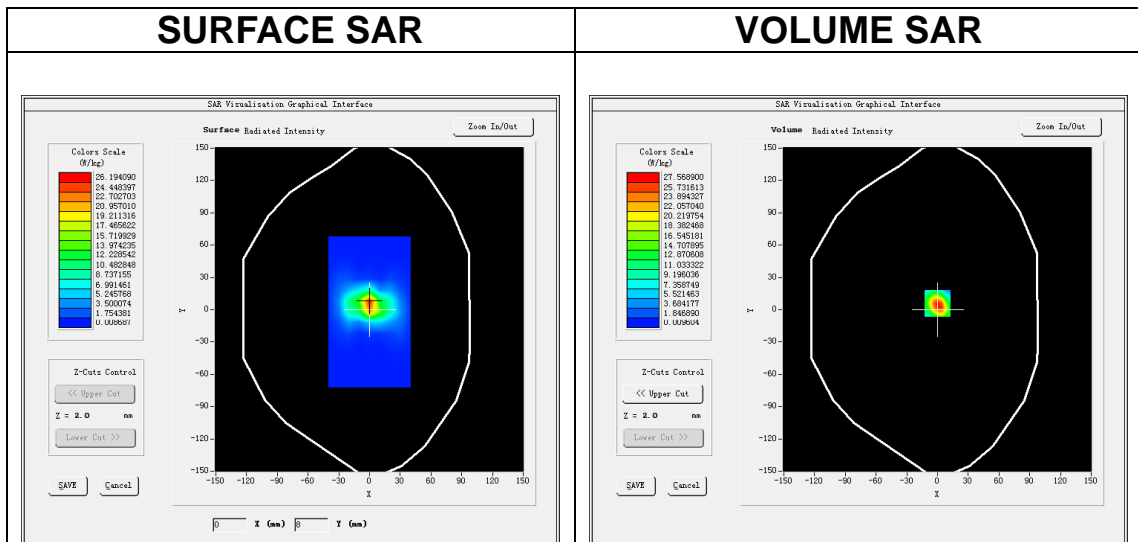 SURFACE SAR
SAR Visualisation Graphical Interface
Surface Radiated Intensity
Zoom In/Out
Colors Scale
(W/kg)
26.194090
24.448397
22.702703
20.957010
19.211316
17.465622
15.719929
13.974235
12.228542
10.482848
8.737155
6.991461
5.245768
3.500074
1.754381
0.008687
150
120
90
60
30
0
-30
-60
-90
-120
-150
Y
-150 -120 -90 -60 -30 0 30 60 90 120 150
X
Z-Cuts Control
<< Upper Cut
Z = 2.0 mm
Lower Cut >>
SAVE Cancel
0 X (mm) 8 Y (mm)
VOLUME SAR
SAR Visualisation Graphical Interface
Volume Radiated Intensity
Zoom In/Out
Colors Scale
(W/kg)
27.568900
25.731613
23.894327
22.057040
20.219754
18.382468
16.545181
14.707895
12.870608
11.033322
9.196036
7.358749
5.521463
3.684177
1.846890
0.009604
150
120
90
60
30
0
-30
-60
-90
-120
-150
Y
-150 -120 -90 -60 -30 0 30 60 90 120 150
X
Z-Cuts Control
<< Upper Cut
Z = 2.0 mm
Lower Cut >>
SAVE Cancel